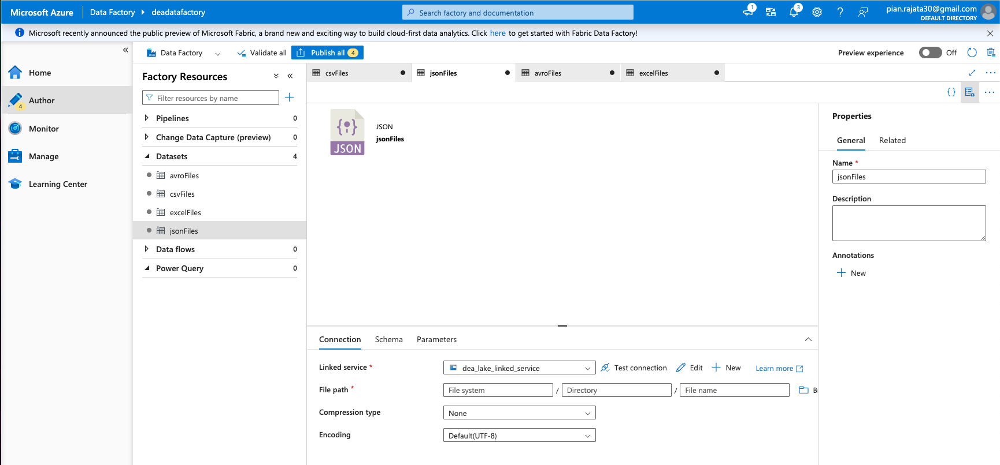 Microsoft Azure
Data Factory
deadatafactory
Search factory and documentation
1
3
pian.rajata30@gmail.com
DEFAULT DIRECTORY
Microsoft recently announced the public preview of Microsoft Fabric, a brand new and exciting way to build cloud-first data analytics. Click here to get started with Fabric Data Factory!
Home
Author
4
Monitor
Manage
Learning Center
Data Factory
Validate all
Publish all 4
Preview experience
Off
Factory Resources
Filter resources by name
Pipelines 0
Change Data Capture (preview) 0
Datasets 4
avroFiles
csvFiles
excelFiles
jsonFiles
Data flows 0
Power Query 0
csvFiles
jsonFiles
avroFiles
excelFiles
JSON
JSON
jsonFiles
Connection
Schema
Parameters
Linked service *
dea_lake_linked_service
Test connection
Edit
New
Learn more
File path *
File system / Directory / File name
Compression type
None
Encoding
Default(UTF-8)
Properties
General
Related
Name *
jsonFiles
Description
Annotations
New